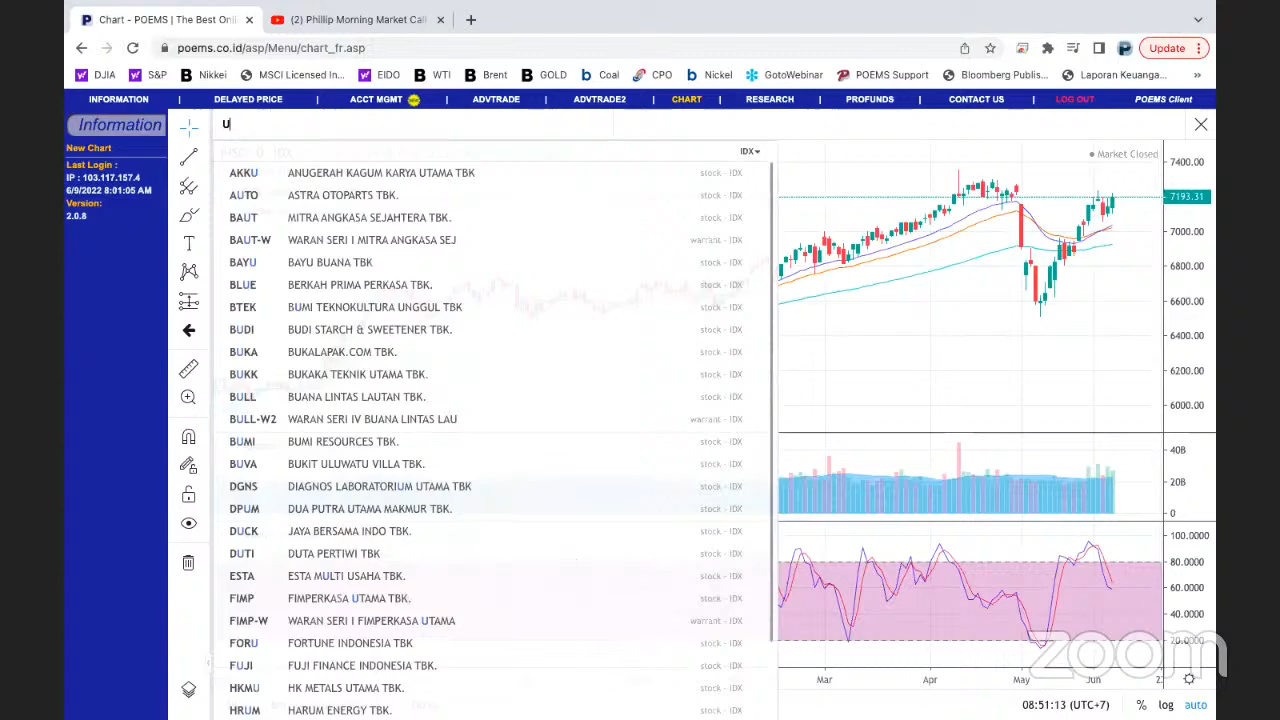 Chart - POEMS | The Best Onli
(2) Phillip Morning Market Call
poems.co.id/asp/Menu/chart_fr.asp
Update
DJIA
S&P
Nikkei
MSCI Licensed In...
EIDO
WTI
Brent
GOLD
Coal
CPO
Nickel
GotoWebinar
POEMS Support
Bloomberg Publis...
Laporan Keuanga...
»
INFORMATION | DELAYED PRICE | ACCT MGMT | ADVTRADE | ADVTRADE2 | CHART | RESEARCH | PROFUNDS | CONTACT US | LOG OUT POEMS Client
Information
New Chart
Last Login :
IP : 103.117.157.4
6/9/2022 8:01:05 AM
Version:
2.0.8
U
IDX
AKKU ANUGERAH KAGUM KARYA UTAMA TBK stock - IDX
AUTO ASTRA OTOPARTS TBK. stock - IDX
BAUT MITRA ANGKASA SEJAHTERA TBK. stock - IDX
BAUT-W WARAN SERI I MITRA ANGKASA SEJ warrant - IDX
BAYU BAYU BUANA TBK stock - IDX
BLUE BERKAH PRIMA PERKASA TBK. stock - IDX
BTEK BUMI TEKNOKULTURA UNGGUL TBK stock - IDX
BUDI BUDI STARCH & SWEETENER TBK. stock - IDX
BUKA BUKALAPAK.COM TBK. stock - IDX
BUKK BUKAKA TEKNIK UTAMA TBK. stock - IDX
BULL BUANA LINTAS LAUTAN TBK. stock - IDX
BULL-W2 WARAN SERI IV BUANA LINTAS LAU warrant - IDX
BUMI BUMI RESOURCES TBK. stock - IDX
BUVA BUKIT ULUWATU VILLA TBK. stock - IDX
DGNS DIAGNOS LABORATORIUM UTAMA TBK stock - IDX
DPUM DUA PUTRA UTAMA MAKMUR TBK. stock - IDX
DUCK JAYA BERSAMA INDO TBK. stock - IDX
DUTI DUTA PERTIWI TBK stock - IDX
ESTA ESTA MULTI USAHA TBK. stock - IDX
FIMP FIMPERKASA UTAMA TBK. stock - IDX
FIMP-W WARAN SERI I FIMPERKASA UTAMA warrant - IDX
FORU FORTUNE INDONESIA TBK stock - IDX
FUJI FUJI FINANCE INDONESIA TBK. stock - IDX
HKMU HK METALS UTAMA TBK. stock - IDX
HRUM HARUM ENERGY TBK. stock - IDX
Market Closed
7400.00
7193.31
7000.00
6800.00
6600.00
6400.00
6200.00
6000.00
40B
20B
0
100.0000
80.0000
60.0000
40.0000
20.0000
Mar
Apr
May
Jun
08:51:13 (UTC+7)
%
log
auto
zoom